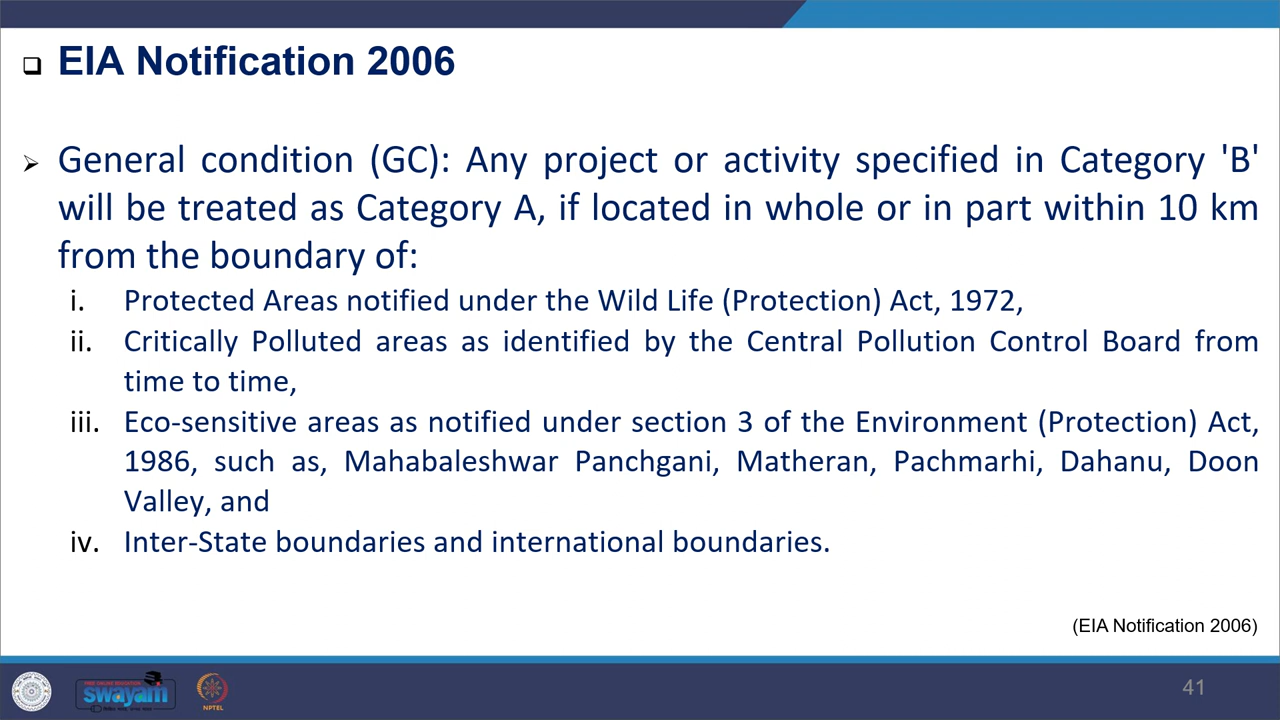 EIA Notification 2006
General condition (GC): Any project or activity specified in Category 'B'
will be treated as Category A, if located in whole or in part within 10 km
from the boundary of:
i. Protected Areas notified under the Wild Life (Protection) Act, 1972,
ii. Critically Polluted areas as identified by the Central Pollution Control Board from
time to time,
iii. Eco-sensitive areas as notified under section 3 of the Environment (Protection) Act,
1986, such as, Mahabaleshwar Panchgani, Matheran, Pachmarhi, Dahanu, Doon
Valley, and
iv. Inter-State boundaries and international boundaries.
(EIA Notification 2006)
swayam
NPTEL
41